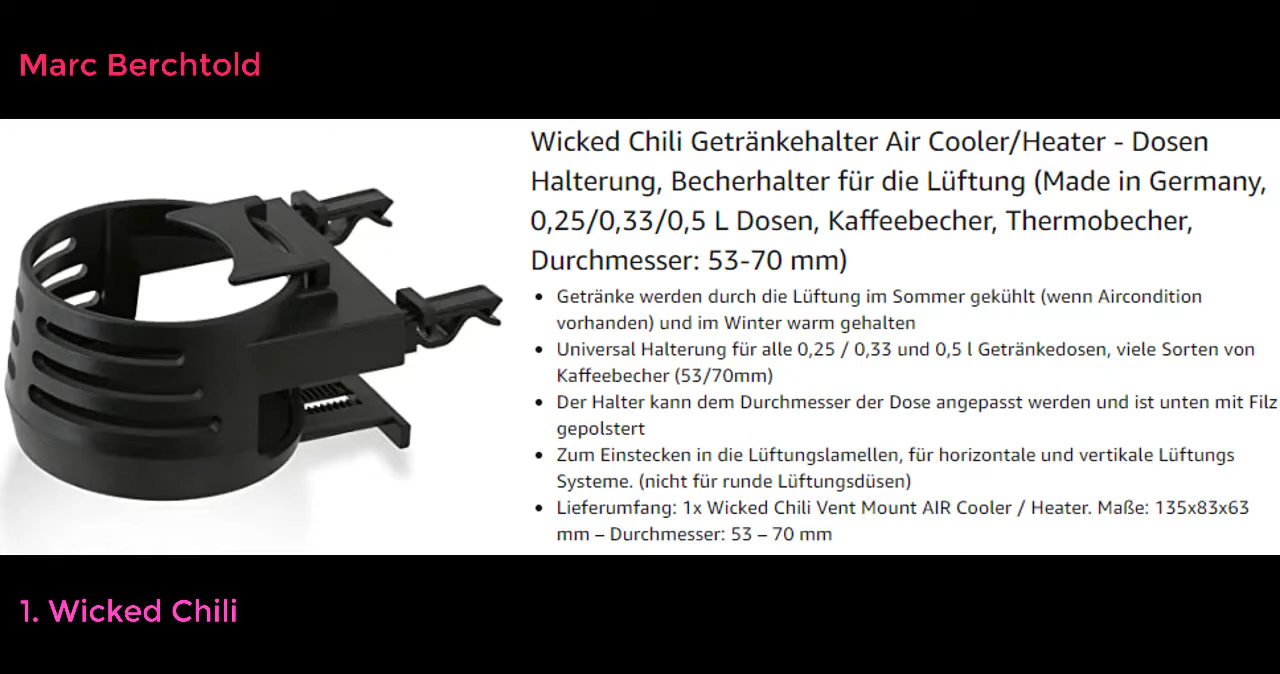 Marc Berchtold
Wicked Chili Getränkehalter Air Cooler/Heater - Dosen
Halterung, Becherhalter für die Lüftung (Made in Germany,
0,25/0,33/0,5 L Dosen, Kaffeebecher, Thermobecher,
Durchmesser: 53-70 mm)
• Getränke werden durch die Lüftung im Sommer gekühlt (wenn Aircondition
vorhanden) und im Winter warm gehalten
• Universal Halterung für alle 0,25 / 0,33 und 0,5 l Getränkedosen, viele Sorten von
Kaffeebecher (53/70mm)
• Der Halter kann dem Durchmesser der Dose angepasst werden und ist unten mit Filz
gepolstert
• Zum Einstecken in die Lüftungslamellen, für horizontale und vertikale Lüftungs
Systeme. (nicht für runde Lüftungsdüsen)
• Lieferumfang: 1x Wicked Chili Vent Mount AIR Cooler / Heater. Maße: 135x83x63
mm – Durchmesser: 53 – 70 mm
1. Wicked Chili